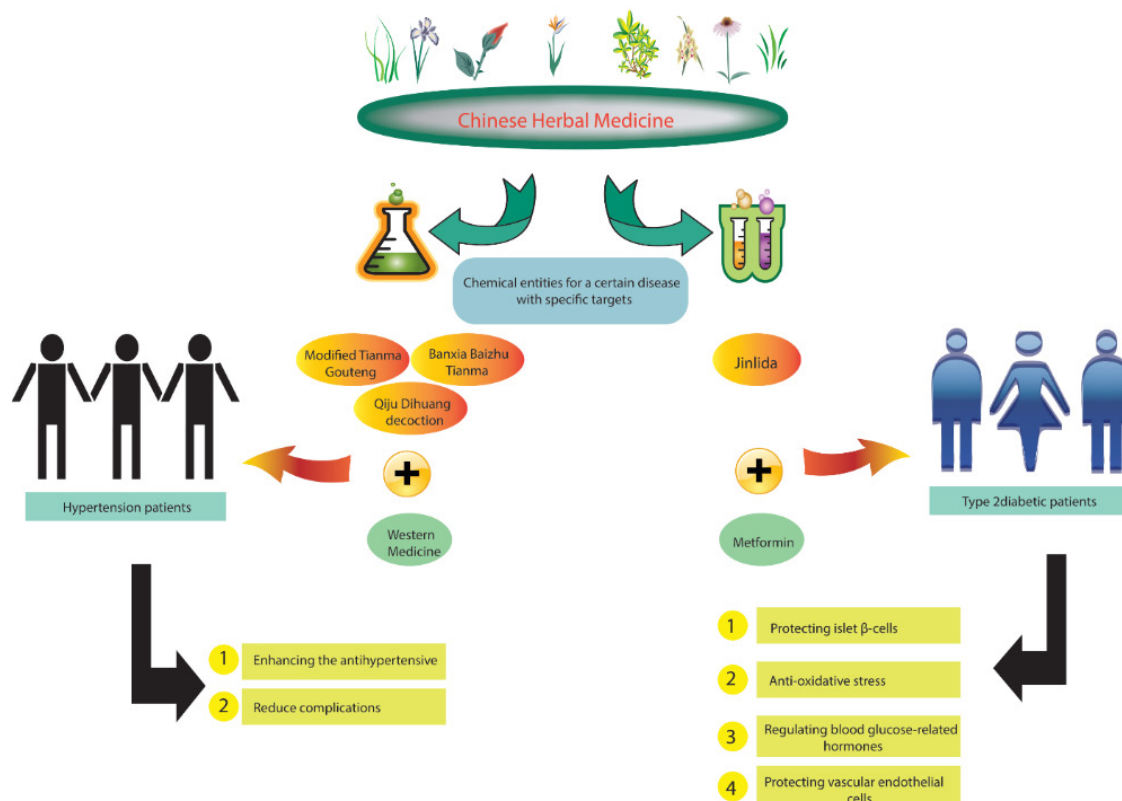 Chinese Herbal Medicine
Chemical entities for a certain disease
with specific targets
Modified Tianma
Gouteng
Banxia Baizhu
Tianma
Qiju Dihuang
decoction
Jinlida
+
+
Hypertension patients
Western
Medicine
Metformin
Type 2diabetic patients
1
Enhancing the antihypertensive
2
Reduce complications
1
Protecting islet β-cells
2
Anti-oxidative stress
3
Regulating blood glucose-related
hormones
4
Protecting vascular endothelial
cells